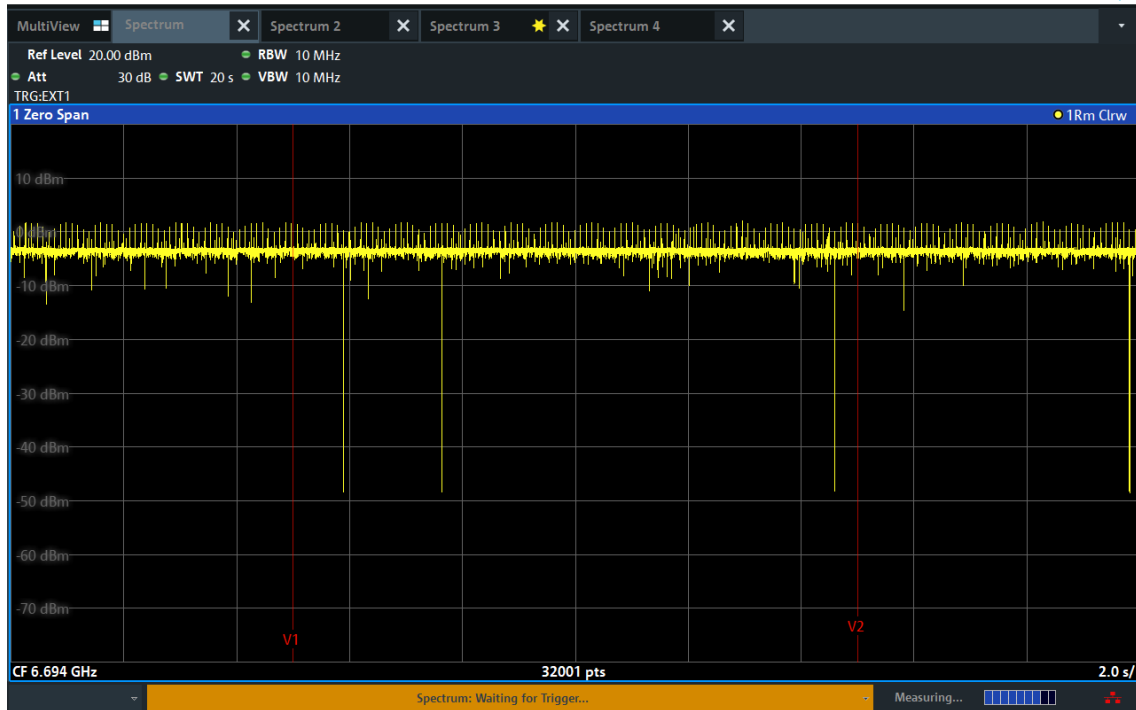 MultiView Spectrum Spectrum 2 Spectrum 3 Spectrum 4
Ref Level 20.00 dBm RBW 10 MHz
Att 30 dB SWT 20 s VBW 10 MHz
TRG:EXT1
1 Zero Span 1Rm Clrw
10 dBm
0 dBm
-10 dBm
-20 dBm
-30 dBm
-40 dBm
-50 dBm
-60 dBm
-70 dBm
V1
V2
CF 6.694 GHz 32001 pts 2.0 s/
Spectrum: Waiting for Trigger... Measuring...